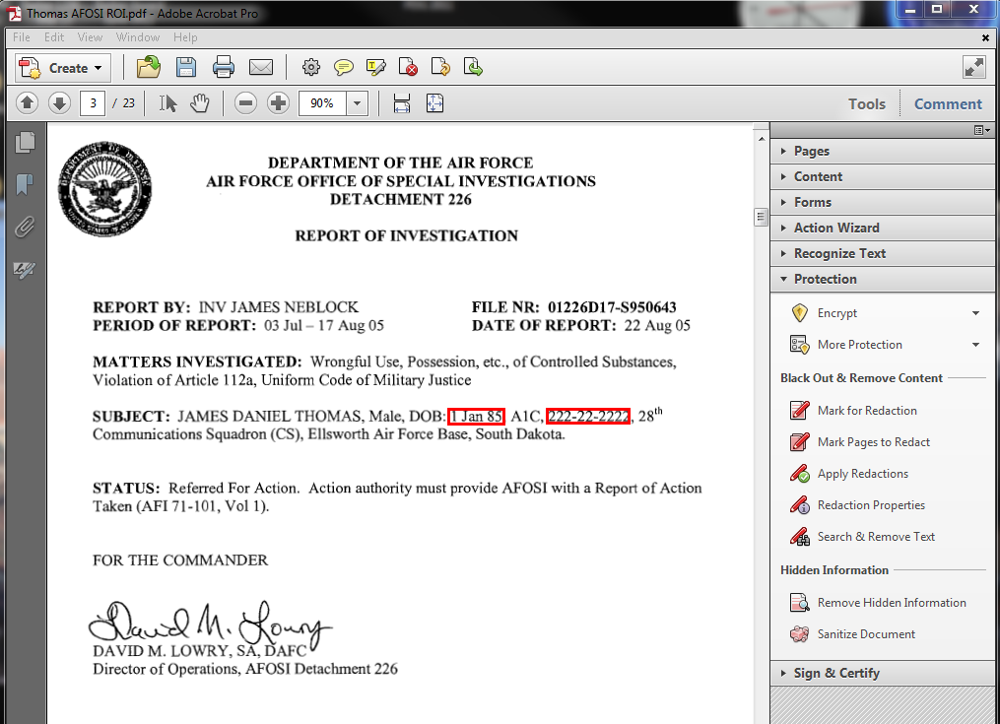 Thomas AFOSI ROI.pdf - Adobe Acrobat Pro
File Edit View Window Help
Create
3 / 23 90% Tools Comment
DEPARTMENT OF THE AIR FORCE
AIR FORCE OFFICE OF SPECIAL INVESTIGATIONS
DETACHMENT 226
REPORT OF INVESTIGATION
REPORT BY: INV JAMES NEBLOCK FILE NR: 01226D17-S950643
PERIOD OF REPORT: 03 Jul – 17 Aug 05 DATE OF REPORT: 22 Aug 05
MATTERS INVESTIGATED: Wrongful Use, Possession, etc., of Controlled Substances,
Violation of Article 112a, Uniform Code of Military Justice
SUBJECT: JAMES DANIEL THOMAS, Male, DOB: 1 Jan 85, A1C, 222-22-2222, 28th
Communications Squadron (CS), Ellsworth Air Force Base, South Dakota.
STATUS: Referred For Action. Action authority must provide AFOSI with a Report of Action
Taken (AFI 71-101, Vol 1).
FOR THE COMMANDER
David M. Lowry
DAVID M. LOWRY, SA, DAFC
Director of Operations, AFOSI Detachment 226
Pages
Content
Forms
Action Wizard
Recognize Text
Protection
Encrypt
More Protection
Black Out & Remove Content
Mark for Redaction
Mark Pages to Redact
Apply Redactions
Redaction Properties
Search & Remove Text
Hidden Information
Remove Hidden Information
Sanitize Document
Sign & Certify